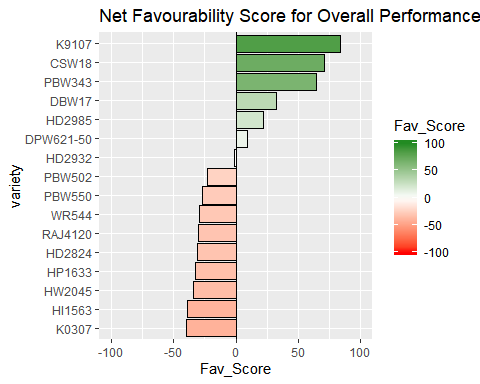 Net Favourability Score for Overall Performance
variety
K9107
CSW18
PBW343
DBW17
HD2985
DPW621-50
HD2932
PBW502
PBW550
WR544
RAJ4120
HD2824
HP1633
HW2045
HI1563
K0307
-100 -50 0 50 100
Fav_Score
Fav_Score
100
50
0
-50
-100